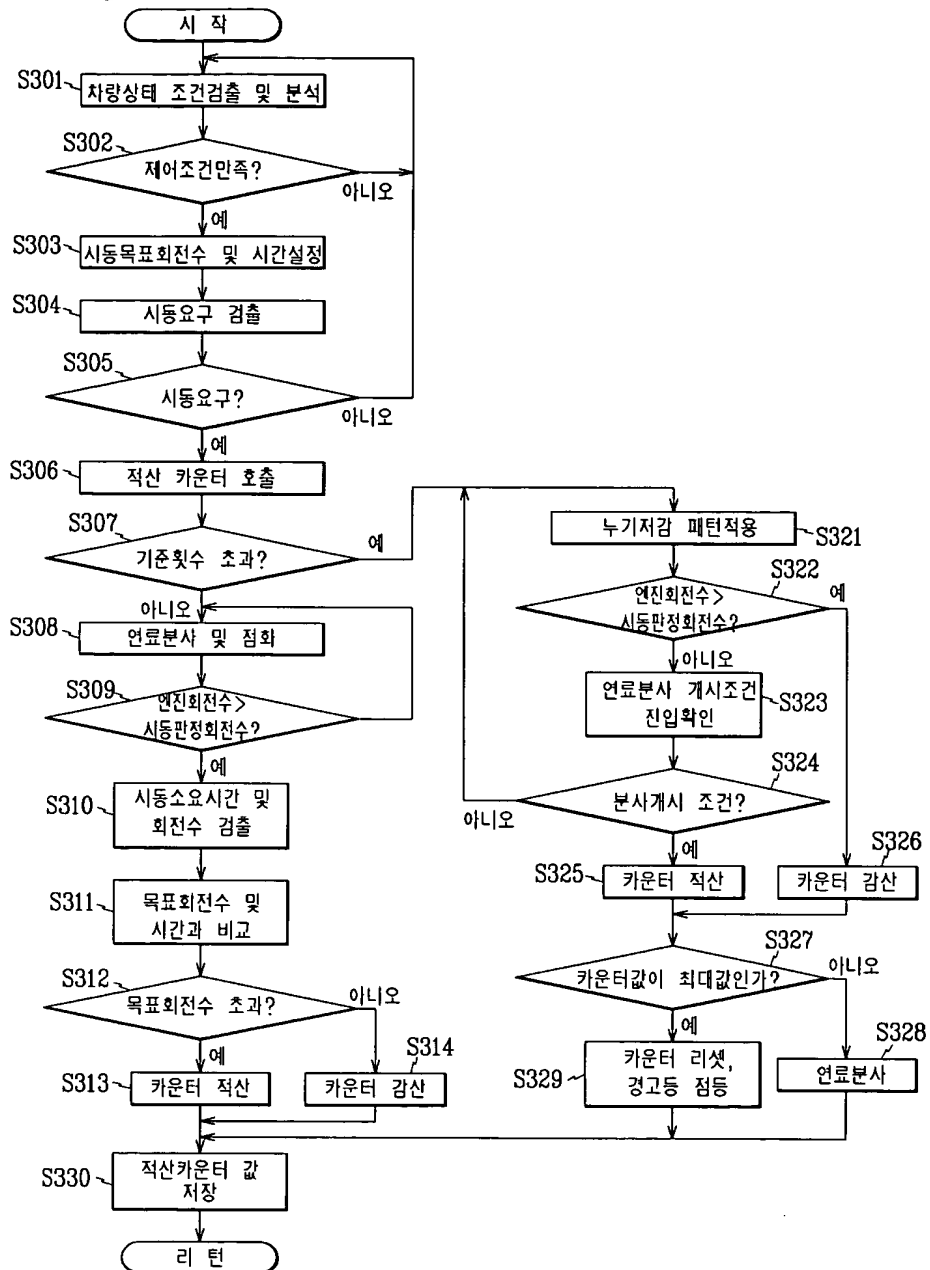 시 작
S301
차량상태 조건검출 및 분석
S302
제어조건만족?
아니오
예
S303
시동목표회전수 및 시간설정
S304
시동요구 검출
S305
시동요구?
아니오
예
S306
적산 카운터 호출
S307
기준횟수 초과?
예
아니오
S308
연료분사 및 점화
S309
엔진회전수>
시동판정회전수?
예
S310
시동소요시간 및
회전수 검출
S311
목표회전수 및
시간과 비교
S312
목표회전수 초과?
아니오
예
S313
카운터 적산
S314
카운터 감산
누기저감 패턴적용
S321
S322
엔진회전수>
시동판정회전수?
예
아니오
연료분사 개시조건
진입확인
S323
S324
분사개시 조건?
아니오
예
S325
카운터 적산
S326
카운터 감산
S327
카운터값이 최대값인가?
아니오
예
S328
연료분사
S329
카운터 리셋,
경고등 점등
S330
적산카운터 값
저장
리 턴